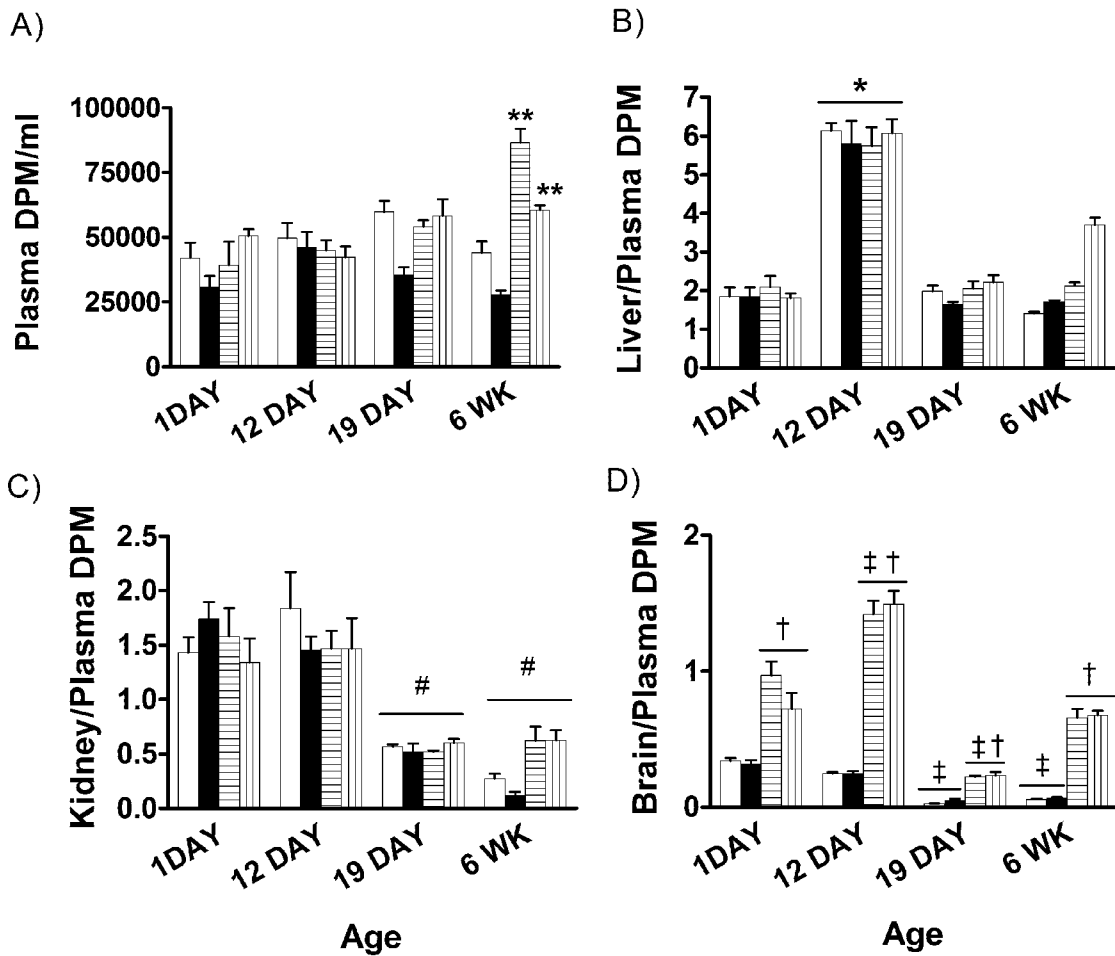 A)
Plasma DPM/ml
100000
75000
50000
25000
0
**
**
1DAY
12 DAY
19 DAY
6 WK
B)
Liver/Plasma DPM
7
6
5
4
3
2
1
0
*
1DAY
12 DAY
19 DAY
6 WK
C)
Kidney/Plasma DPM
2.5
2.0
1.5
1.0
0.5
0.0
#
#
1DAY
12 DAY
19 DAY
6 WK
Age
D)
Brain/Plasma DPM
2
1
0
†
‡ †
‡
‡ †
‡
†
1DAY
12 DAY
19 DAY
6 WK
Age